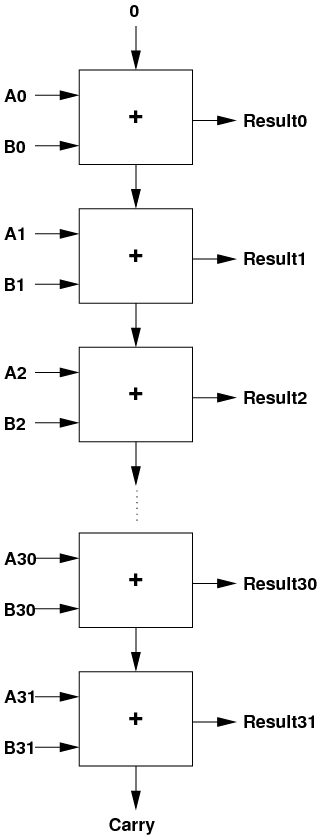 0
A0
+
B0
Result0
A1
+
B1
Result1
A2
+
B2
Result2
A30
+
B30
Result30
A31
+
B31
Result31
Carry